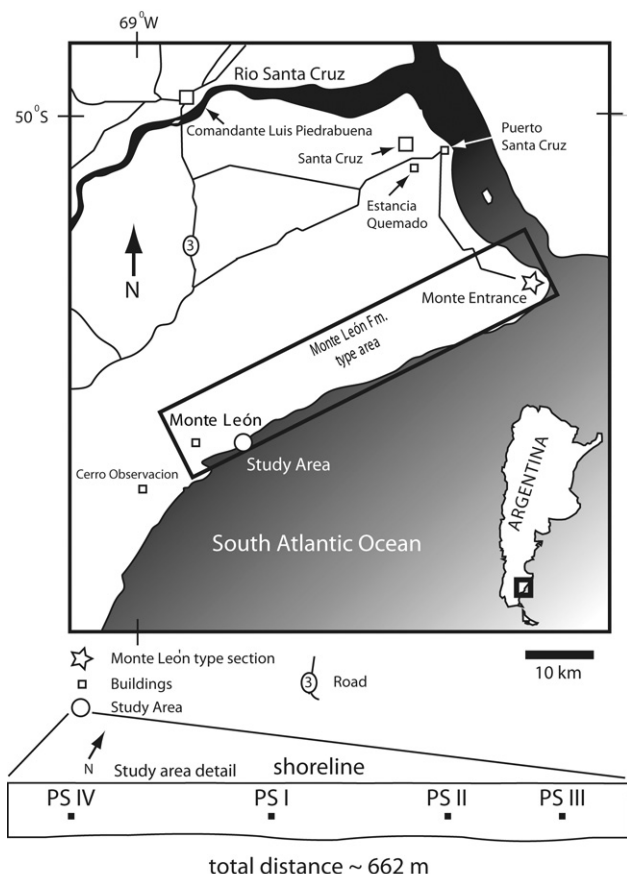 69 °W
Rio Santa Cruz
50°S
Comandante Luis Piedrabuena
Puerto
Santa Cruz
Santa Cruz
Estancia
Quemado
3
N
Monte Entrance
Monte León Fm.
type area
Monte León
Study Area
Cerro Observacion
ARGENTINA
South Atlantic Ocean
Monte León type section
Buildings
3 Road
10 km
Study Area
N
Study area detail
shoreline
PS IV PS I PS II PS III
total distance ~ 662 m